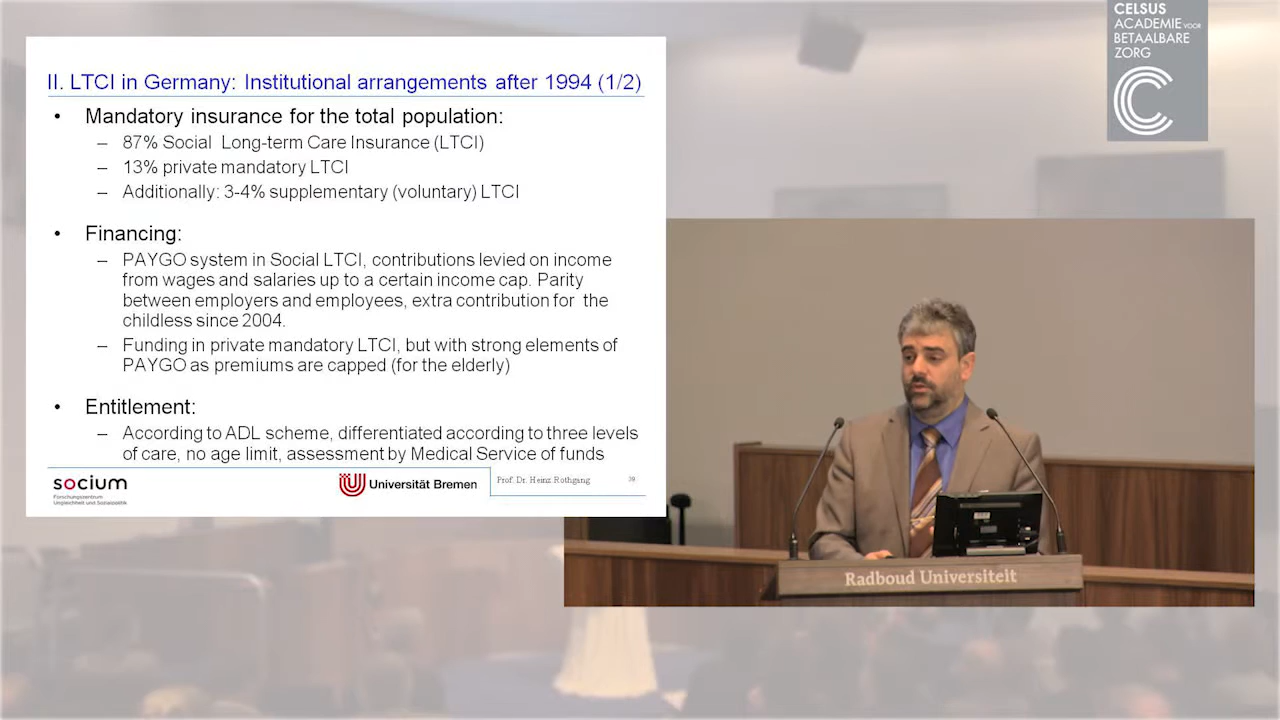 II. LTCI in Germany: Institutional arrangements after 1994 (1/2)
• Mandatory insurance for the total population:
– 87% Social Long-term Care Insurance (LTCI)
– 13% private mandatory LTCI
– Additionally: 3-4% supplementary (voluntary) LTCI
• Financing:
– PAYGO system in Social LTCI, contributions levied on income
from wages and salaries up to a certain income cap. Parity
between employers and employees, extra contribution for the
childless since 2004.
– Funding in private mandatory LTCI, but with strong elements of
PAYGO as premiums are capped (for the elderly)
• Entitlement:
– According to ADL scheme, differentiated according to three levels
of care, no age limit, assessment by Medical Service of funds
socium
Forschungszentrum
Ungleichheit und Sozialpolitik
Universität Bremen
Prof. Dr. Heinz Rothgang
39
CELSUS
ACADEMIE VOOR
BETAALBARE
ZORG
Radboud Universiteit